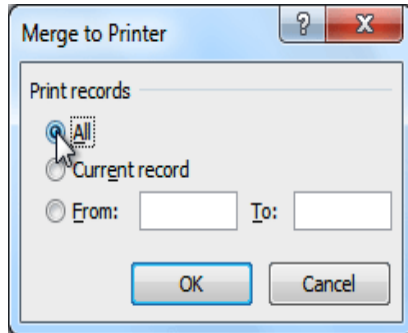 Merge to Printer
Print records
All
Current record
From: To:
OK Cancel